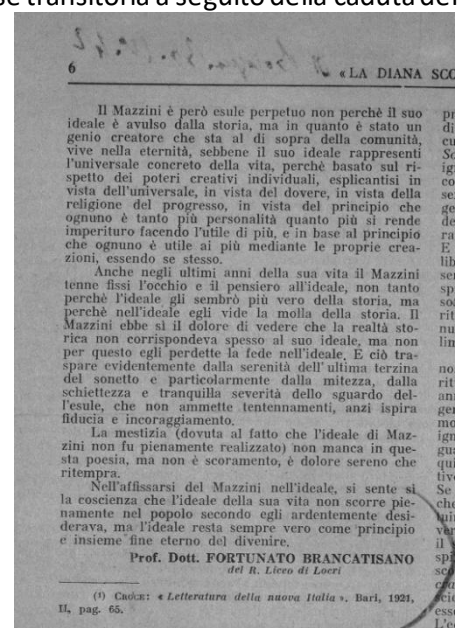 se transitoria a seguito della caduta del
6
«LA DIANA SCO
Il Mazzini è però esule perpetuo non perchè il suo
ideale è avulso dalla storia, ma in quanto è stato un
genio creatore che sta al di sopra della comunità,
vive nella eternità, sebbene il suo ideale rappresenti
l'universale concreto della vita, perchè basato sul ri-
spetto dei poteri creativi individuali, esplicantisi in
vista dell'universale, in vista del dovere, in vista della
religione del progresso, in vista del principio che
ognuno è tanto più personalità quanto più si rende
imperituro facendo l'utile di più, e in base al principio
che ognuno è utile ai più mediante le proprie crea-
zioni, essendo se stesso.
Anche negli ultimi anni della sua vita il Mazzini
tenne fissi l'occhio e il pensiero all'ideale, non tanto
perchè l'ideale gli sembrò più vero della storia, ma
perchè nell'ideale egli vide la molla della storia. Il
Mazzini ebbe sì il dolore di vedere che la realtà sto-
rica non corrispondeva spesso al suo ideale, ma non
per questo egli perdette la fede nell'ideale. E ciò tra-
spare evidentemente dalla serenità dell'ultima terzina
del sonetto e particolarmente dalla mitezza, dalla
schiettezza e tranquilla severità dello sguardo del-
l'esule, che non ammette tentennamenti, anzi ispira
fiducia e incoraggiamento.
La mestizia (dovuta al fatto che l'ideale di Maz-
zini non fu pienamente realizzato) non manca in que-
sta poesia, ma non è scoramento, è dolore sereno che
ritempra.
Nell'affissarsi del Mazzini nell'ideale, si sente sì
la coscienza che l'ideale della sua vita non scorre pie-
namente nel popolo secondo egli ardentemente desi-
derava, ma l'ideale resta sempre vero come principio
e insieme fine eterno del divenire.
Prof. Dott. FORTUNATO BRANCATISANO
del R. Liceo di Locri
(1) CROCE: «Letteratura della nuova Italia». Bari, 1921,
II, pag. 65.